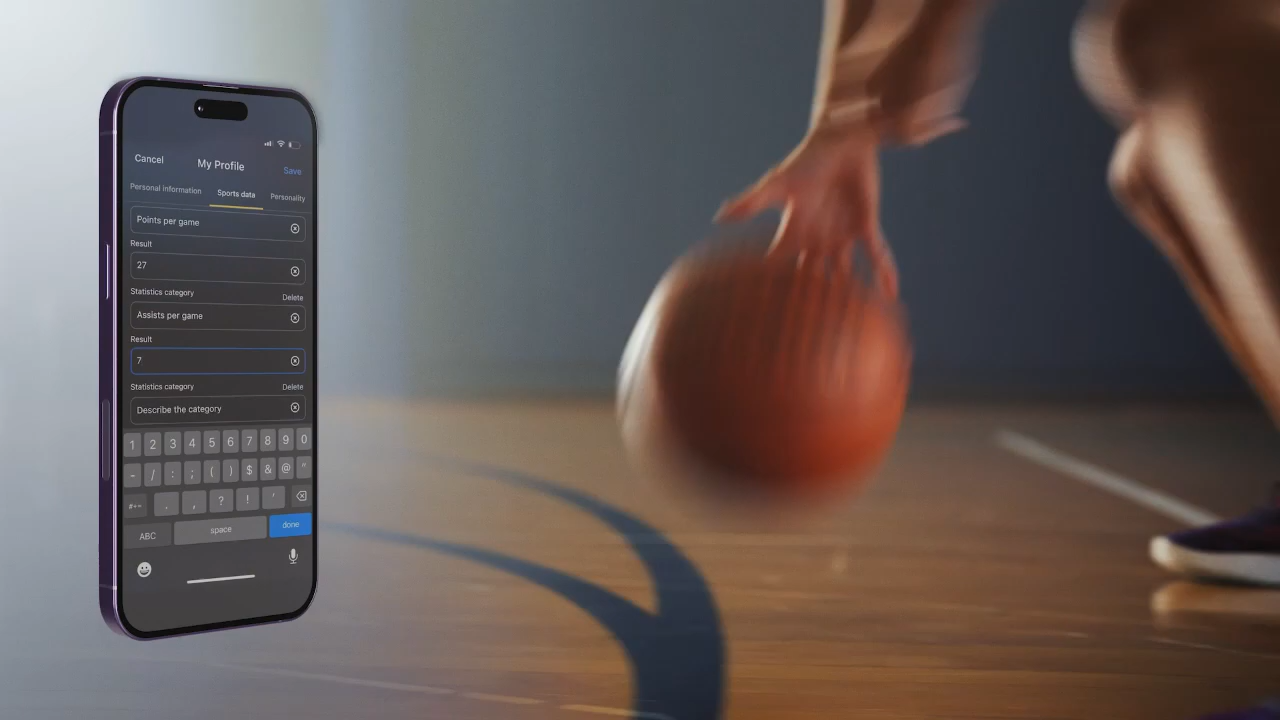 Cancel
My Profile
Save
Personal information
Sports data
Personality
Points per game
Result
27
Statistics category
Delete
Assists per game
Result
7
Statistics category
Delete
Describe the category
1 2 3 4 5 6 7 8 9 0
- / : ; ( ) $ & @ "
#+= . , ? ! '
ABC
space
done